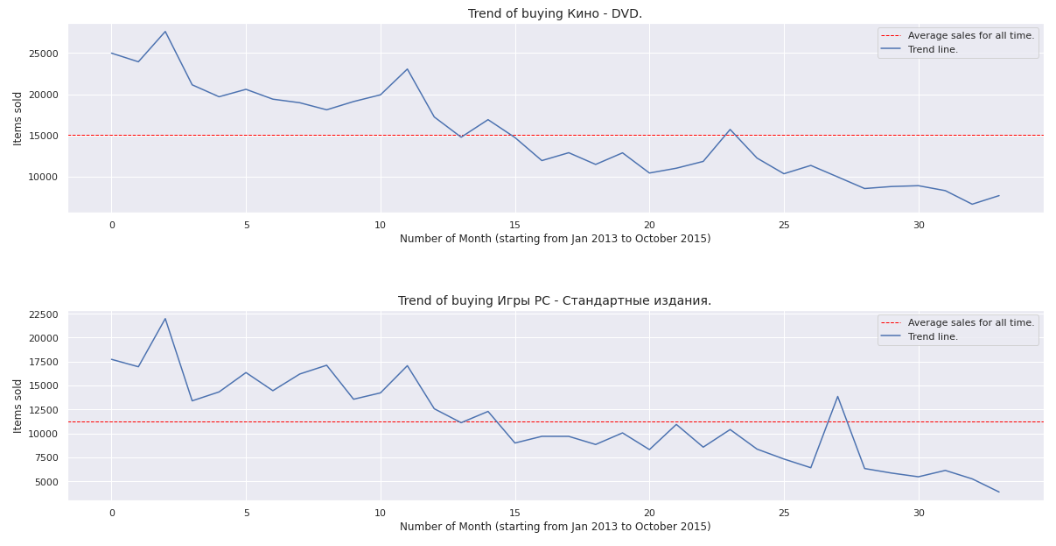 Trend of buying Кино - DVD.
Average sales for all time.
Trend line.
Items sold
25000
20000
15000
10000
0 5 10 15 20 25 30
Number of Month (starting from Jan 2013 to October 2015)
Trend of buying Игры PC - Стандартные издания.
Average sales for all time.
Trend line.
Items sold
22500
20000
17500
15000
12500
10000
7500
5000
0 5 10 15 20 25 30
Number of Month (starting from Jan 2013 to October 2015)